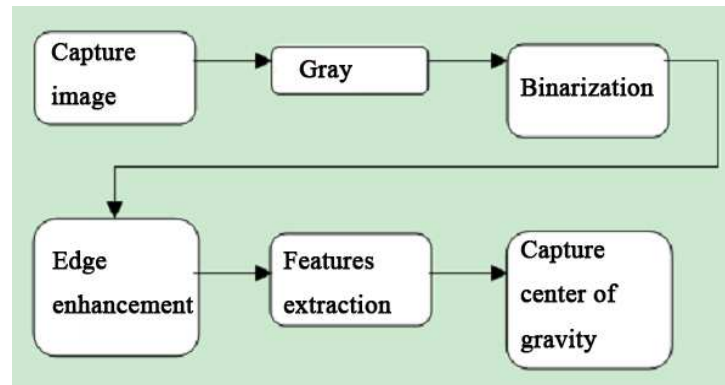 Capture
image
Gray
Binarization
Edge
enhancement
Features
extraction
Capture
center of
gravity